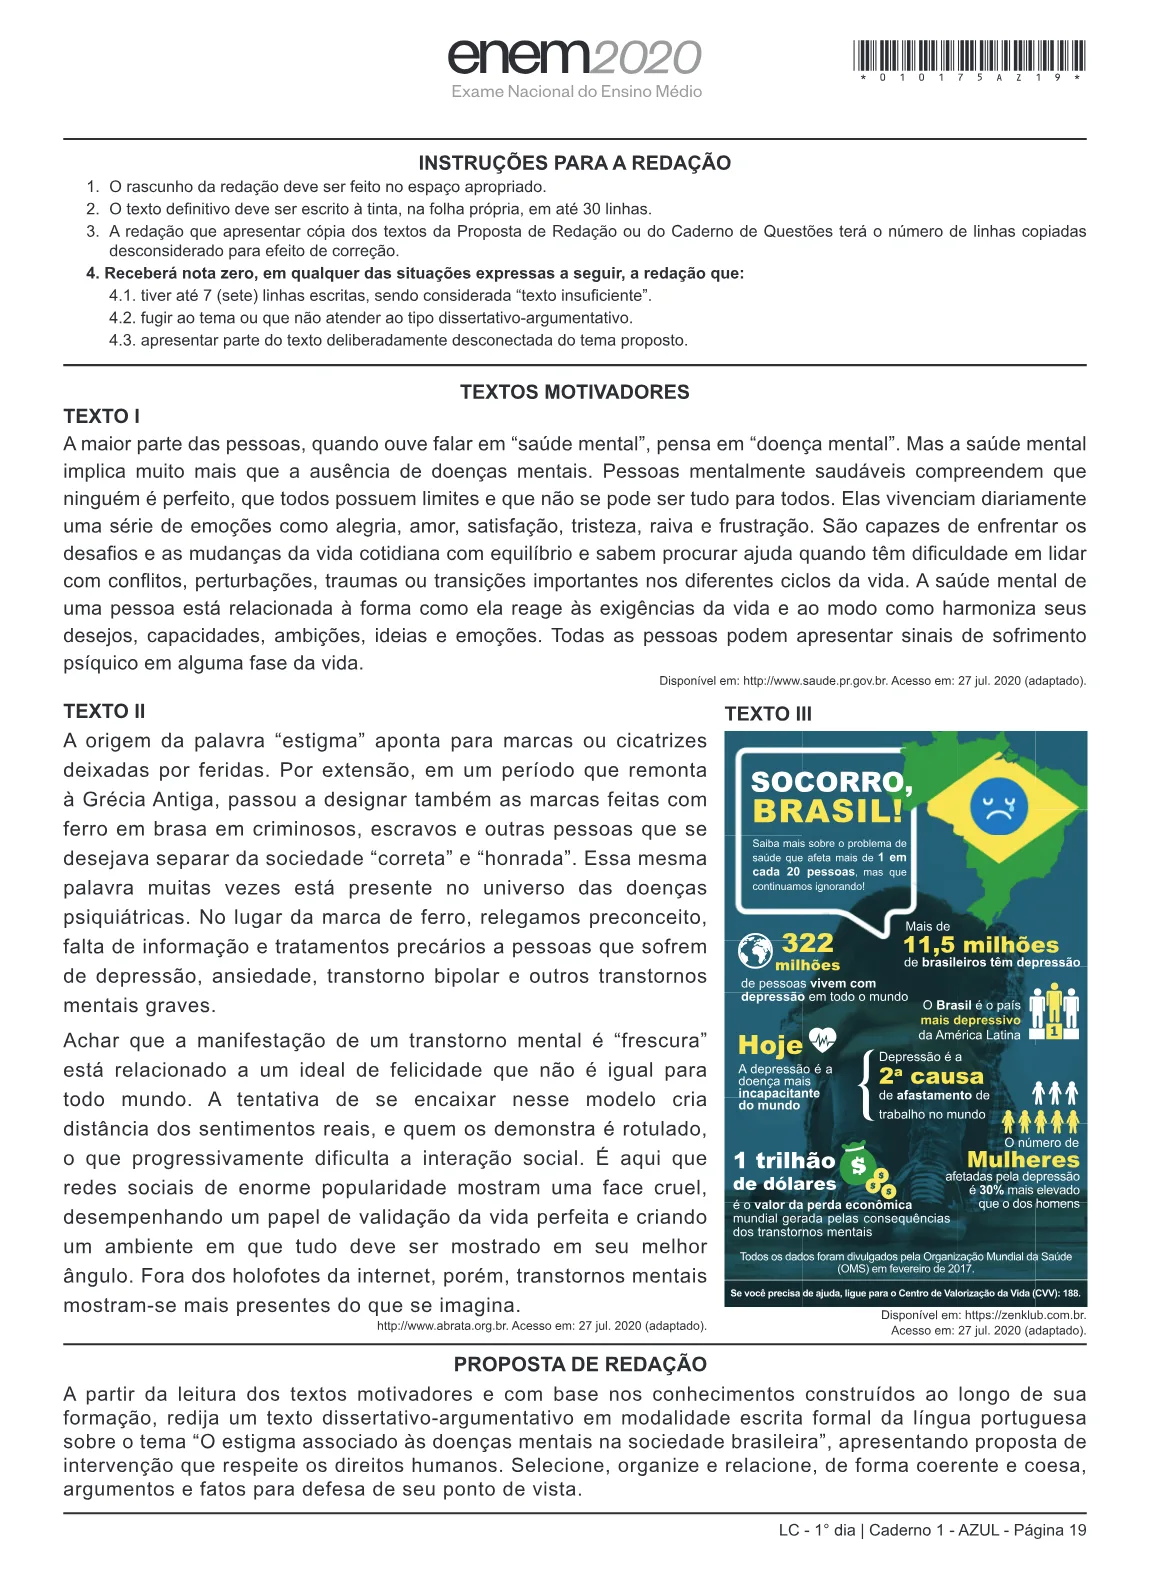 enem2020
Exame Nacional do Ensino Médio
*010175AZ19*
INSTRUÇÕES PARA A REDAÇÃO
1. O rascunho da redação deve ser feito no espaço apropriado.
2. O texto definitivo deve ser escrito à tinta, na folha própria, em até 30 linhas.
3. A redação que apresentar cópia dos textos da Proposta de Redação ou do Caderno de Questões terá o número de linhas copiadas
desconsiderado para efeito de correção.
4. Receberá nota zero, em qualquer das situações expressas a seguir, a redação que:
4.1. tiver até 7 (sete) linhas escritas, sendo considerada “texto insuficiente”.
4.2. fugir ao tema ou que não atender ao tipo dissertativo-argumentativo.
4.3. apresentar parte do texto deliberadamente desconectada do tema proposto.
TEXTOS MOTIVADORES
TEXTO I
A maior parte das pessoas, quando ouve falar em “saúde mental”, pensa em “doença mental”. Mas a saúde mental
implica muito mais que a ausência de doenças mentais. Pessoas mentalmente saudáveis compreendem que
ninguém é perfeito, que todos possuem limites e que não se pode ser tudo para todos. Elas vivenciam diariamente
uma série de emoções como alegria, amor, satisfação, tristeza, raiva e frustração. São capazes de enfrentar os
desafios e as mudanças da vida cotidiana com equilíbrio e sabem procurar ajuda quando têm dificuldade em lidar
com conflitos, perturbações, traumas ou transições importantes nos diferentes ciclos da vida. A saúde mental de
uma pessoa está relacionada à forma como ela reage às exigências da vida e ao modo como harmoniza seus
desejos, capacidades, ambições, ideias e emoções. Todas as pessoas podem apresentar sinais de sofrimento
psíquico em alguma fase da vida.
Disponível em: http://www.saude.pr.gov.br. Acesso em: 27 jul. 2020 (adaptado).
TEXTO II
A origem da palavra “estigma” aponta para marcas ou cicatrizes
deixadas por feridas. Por extensão, em um período que remonta
à Grécia Antiga, passou a designar também as marcas feitas com
ferro em brasa em criminosos, escravos e outras pessoas que se
desejava separar da sociedade “correta” e “honrada”. Essa mesma
palavra muitas vezes está presente no universo das doenças
psiquiátricas. No lugar da marca de ferro, relegamos preconceito,
falta de informação e tratamentos precários a pessoas que sofrem
de depressão, ansiedade, transtorno bipolar e outros transtornos
mentais graves.
Achar que a manifestação de um transtorno mental é “frescura”
está relacionado a um ideal de felicidade que não é igual para
todo mundo. A tentativa de se encaixar nesse modelo cria
distância dos sentimentos reais, e quem os demonstra é rotulado,
o que progressivamente dificulta a interação social. É aqui que
redes sociais de enorme popularidade mostram uma face cruel,
desempenhando um papel de validação da vida perfeita e criando
um ambiente em que tudo deve ser mostrado em seu melhor
ângulo. Fora dos holofotes da internet, porém, transtornos mentais
mostram-se mais presentes do que se imagina.
http://www.abrata.org.br. Acesso em: 27 jul. 2020 (adaptado).
TEXTO III
SOCORRO,
BRASIL!
Saiba mais sobre o problema de
saúde que afeta mais de 1 em
cada 20 pessoas, mas que
continuamos ignorando!
322
milhões
de pessoas vivem com
depressão em todo o mundo
Mais de
11,5 milhões
de brasileiros têm depressão
O Brasil é o país
mais depressivo
da América Latina
1
Hoje
A depressão é a
doença mais
incapacitante
do mundo
Depressão é a
2ª causa
de afastamento de
trabalho no mundo
O número de
Mulheres
afetadas pela depressão
é 30% mais elevado
que o dos homens
1 trilhão
de dólares
$
$
$
$
é o valor da perda econômica
mundial gerada pelas consequências
dos transtornos mentais
Todos os dados foram divulgados pela Organização Mundial da Saúde
(OMS) em fevereiro de 2017.
Se você precisa de ajuda, ligue para o Centro de Valorização da Vida (CVV): 188.
Disponível em: https://zenklub.com.br.
Acesso em: 27 jul. 2020 (adaptado).
PROPOSTA DE REDAÇÃO
A partir da leitura dos textos motivadores e com base nos conhecimentos construídos ao longo de sua
formação, redija um texto dissertativo-argumentativo em modalidade escrita formal da língua portuguesa
sobre o tema “O estigma associado às doenças mentais na sociedade brasileira”, apresentando proposta de
intervenção que respeite os direitos humanos. Selecione, organize e relacione, de forma coerente e coesa,
argumentos e fatos para defesa de seu ponto de vista.
LC - 1° dia | Caderno 1 - AZUL - Página 19